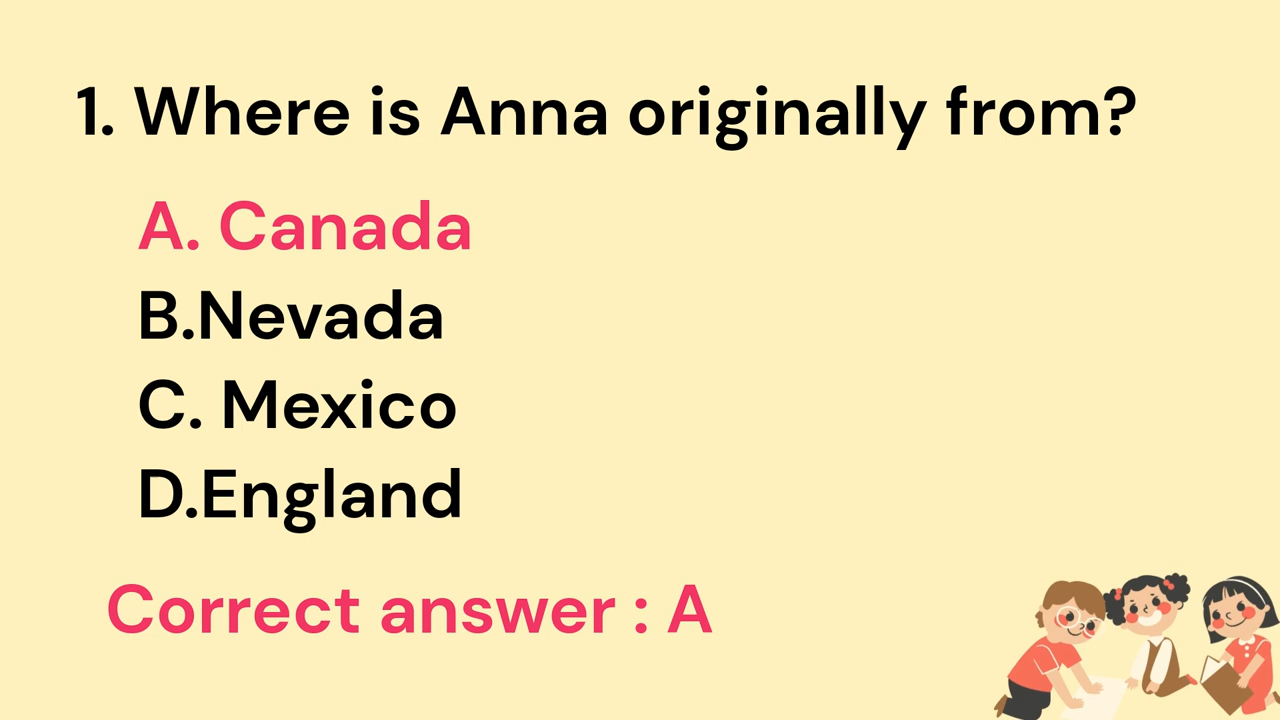 1. Where is Anna originally from?
A. Canada
B.Nevada
C. Mexico
D.England
Correct answer : A